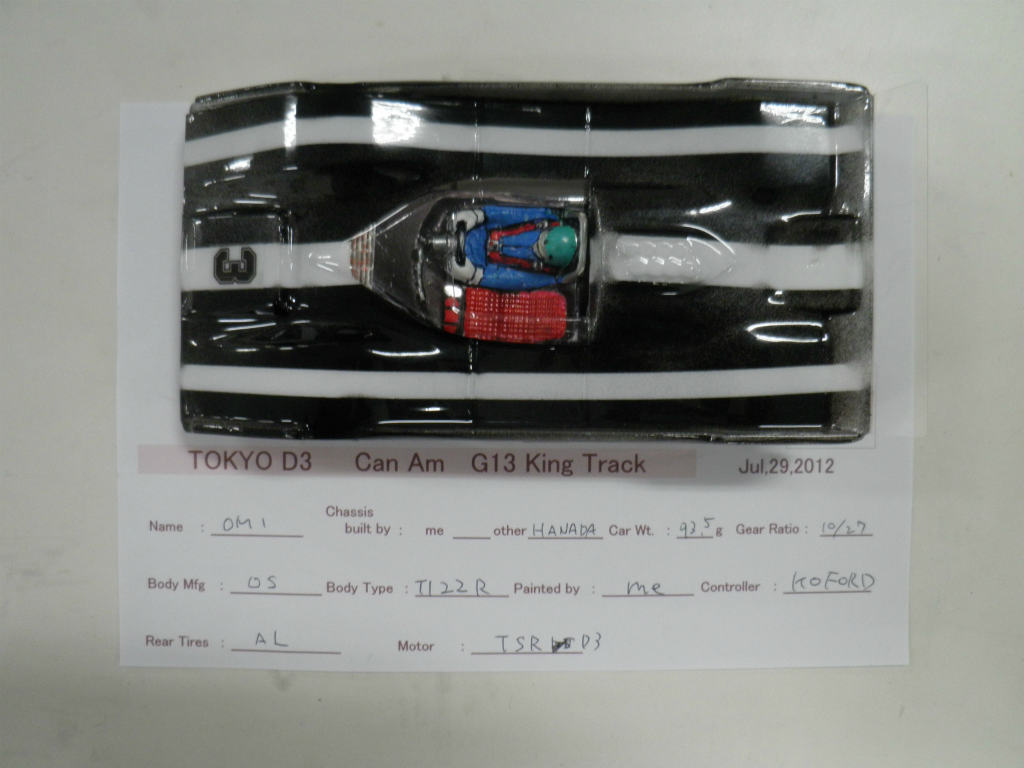 3
TOKYO D3 Can Am G13 King Track Jul,29,2012
Name : OMI Chassis built by : me ____ other HANADA Car Wt. : 93.5 g Gear Ratio : 10/27
Body Mfg : OS Body Type : T122R Painted by : me Controller : KOFORD
Rear Tires : AL Motor : TSR D3